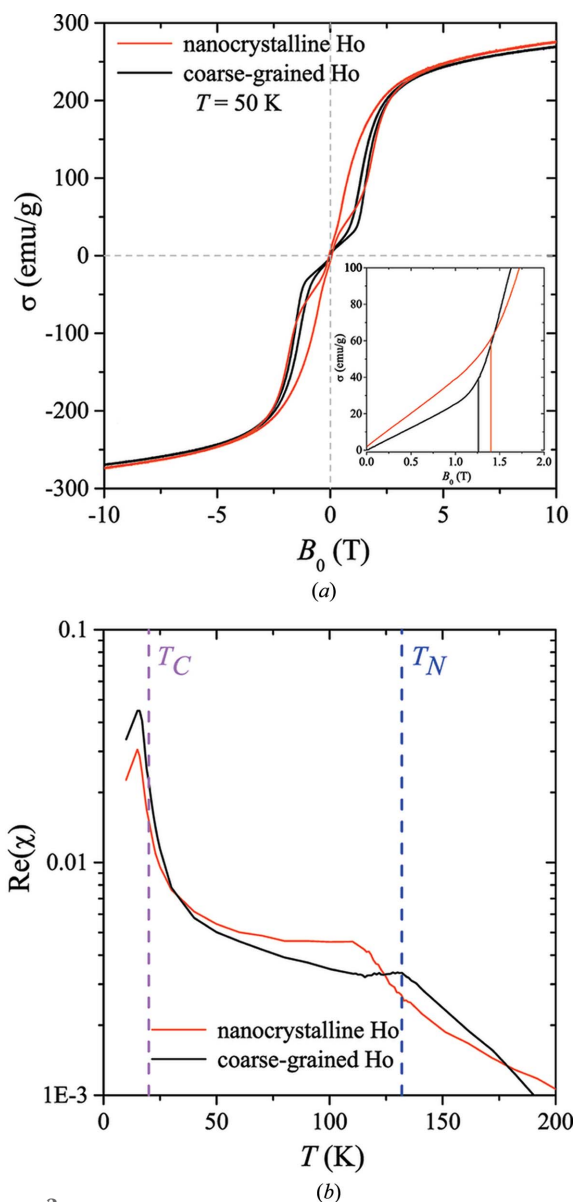 300
nanocrystalline Ho
coarse-grained Ho
T = 50 K
200
100
0
-100
-200
-300
σ (emu/g)
100
80
60
40
20
0
σ (emu/g)
0.0 0.5 1.0 1.5 2.0
B0 (T)
-10 -5 0 5 10
B0 (T)
(a)
0.1
TC TN
0.01
Re(χ)
nanocrystalline Ho
coarse-grained Ho
1E-3
0 50 100 150 200
T (K)
(b)